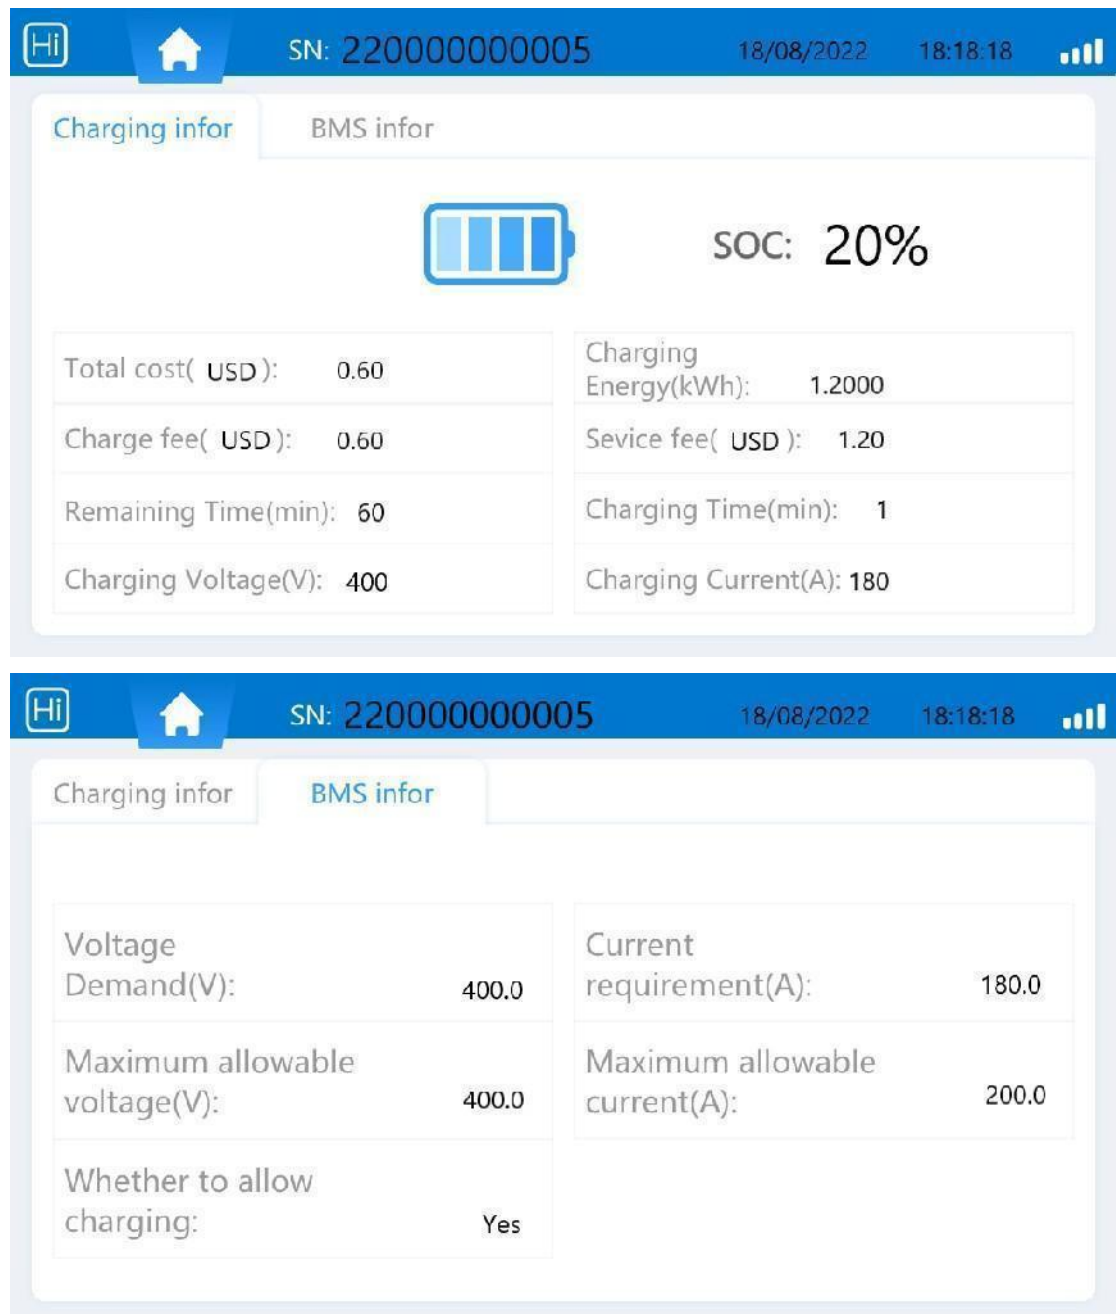 Hi SN: 220000000005 18/08/2022 18:18:18
Charging infor BMS infor
SOC: 20%
Total cost( USD ): 0.60
Charging
Energy(kWh): 1.2000
Charge fee( USD ): 0.60
Sevice fee( USD ): 1.20
Remaining Time(min): 60
Charging Time(min): 1
Charging Voltage(V): 400
Charging Current(A): 180
Hi SN: 220000000005 18/08/2022 18:18:18
Charging infor BMS infor
Voltage
Demand(V): 400.0
Current
requirement(A): 180.0
Maximum allowable
voltage(V): 400.0
Maximum allowable
current(A): 200.0
Whether to allow
charging: Yes